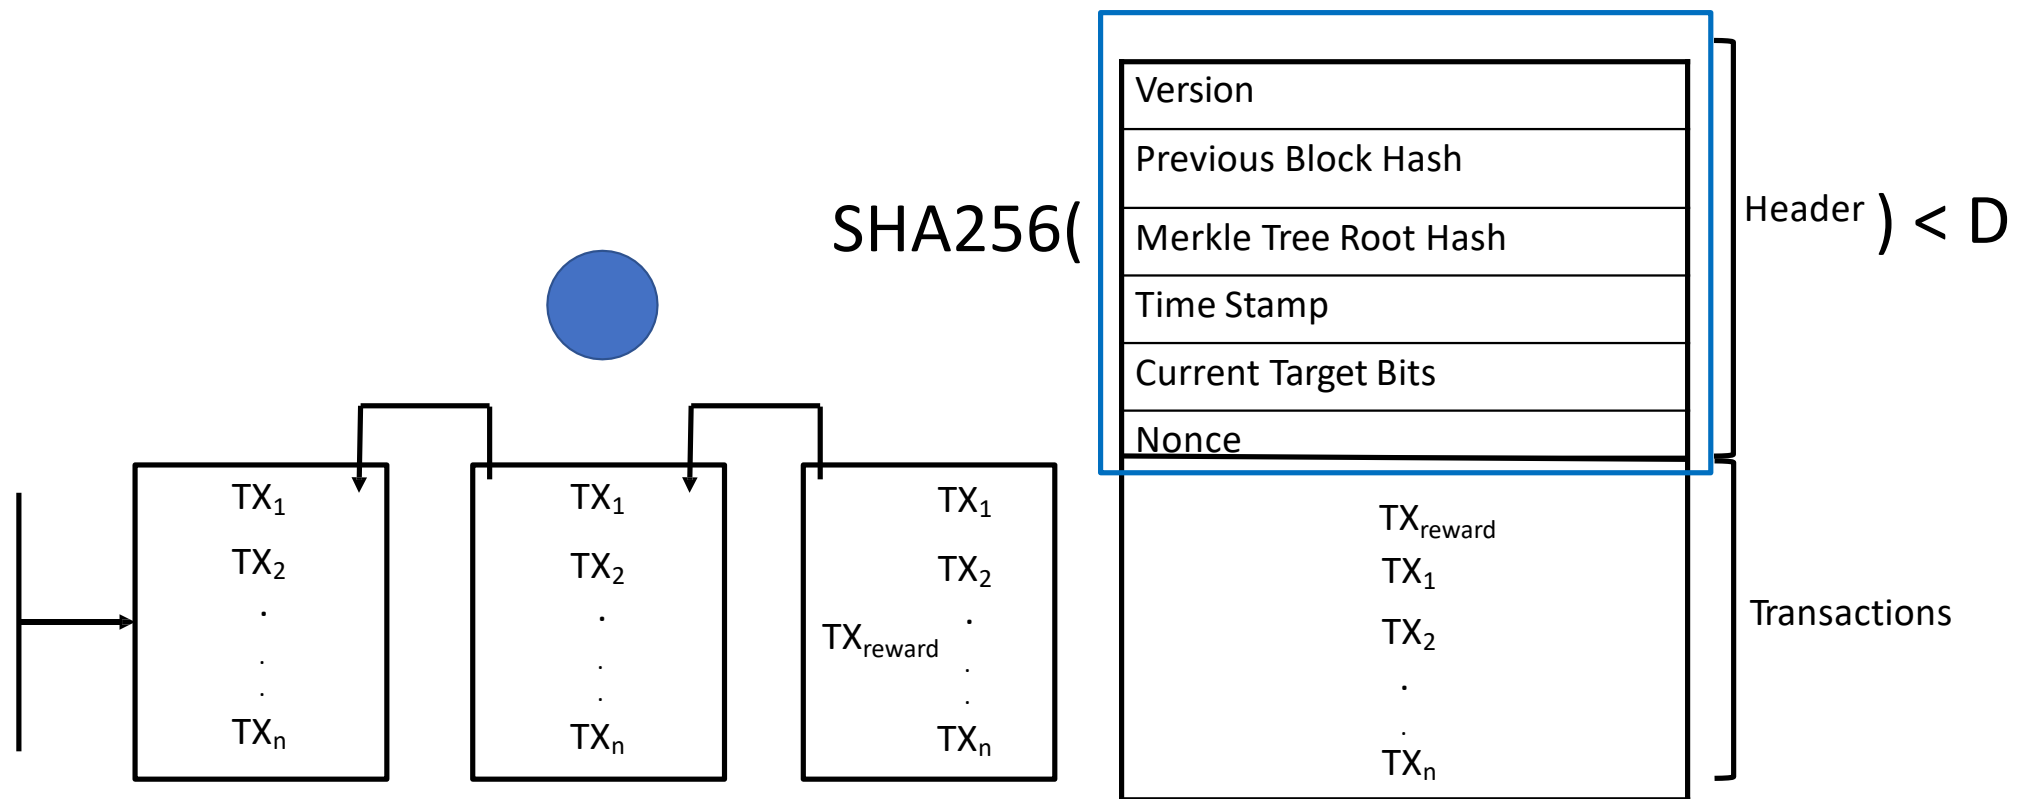 SHA256(
Version
Previous Block Hash
Merkle Tree Root Hash
Time Stamp
Current Target Bits
Nonce
Header ) < D
TX₁
TX₂
.
.
.
TXₙ
TX₁
TX₂
.
.
.
TXₙ
TX₁
TX₂
TXreward
.
.
.
TXₙ
TXreward
TX₁
TX₂
.
.
TXₙ
Transactions